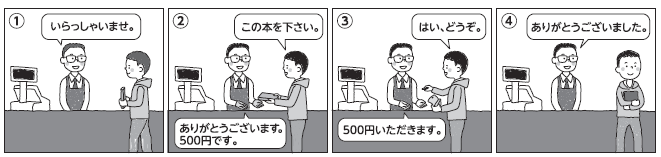 ①
いらっしゃいませ。
②
この本を下さい。
ありがとうございます。
500円です。
③
はい、どうぞ。
500円いただきます。
④
ありがとうございました。